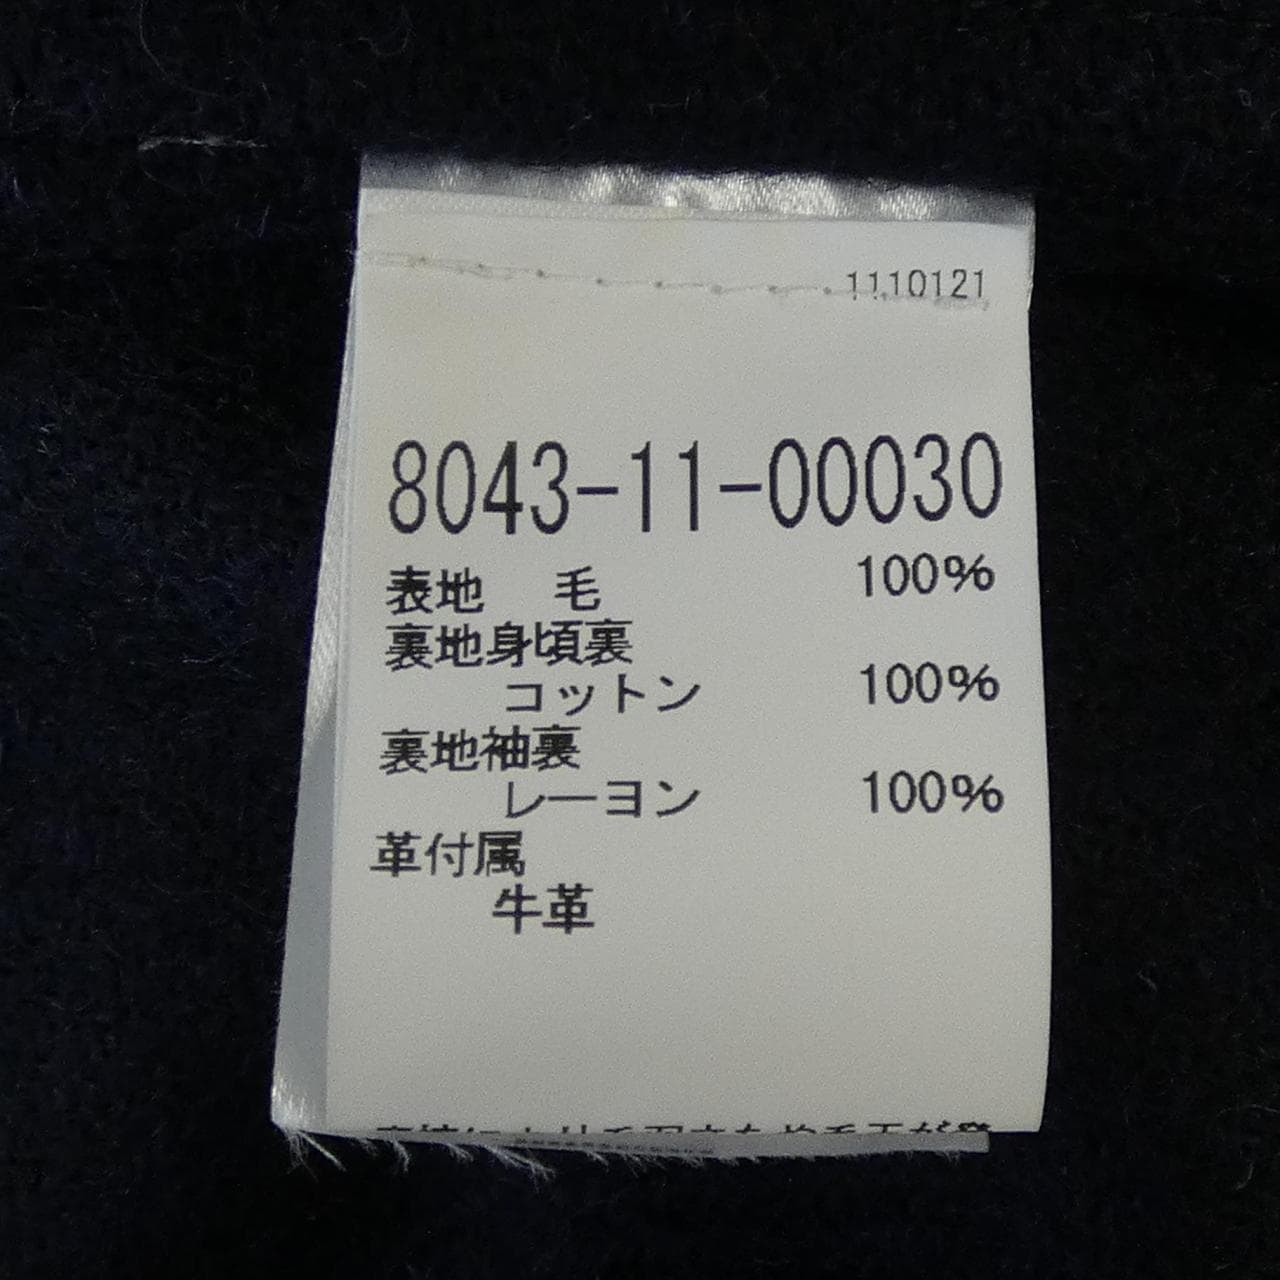 1110121
8043-11-00030
表地 毛 100%
裏地身頃裏
コットン 100%
裏地袖裏
レーヨン 100%
革付属
牛革